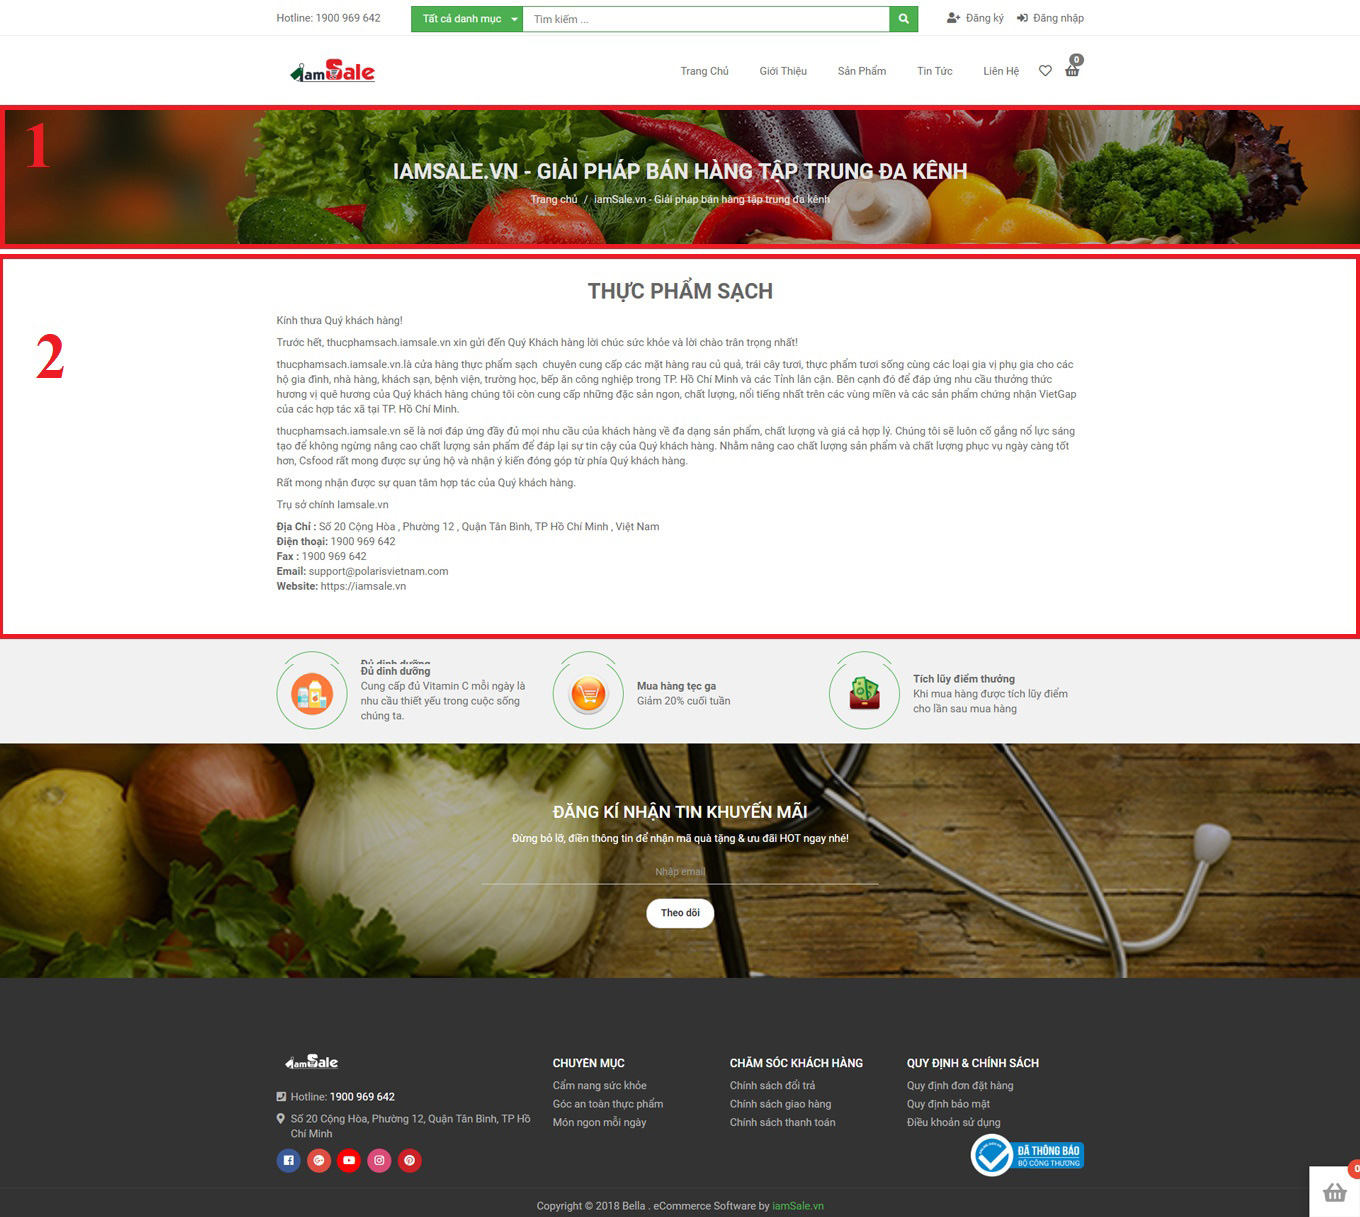 Hotline: 1900 969 642
Tất cả danh mục
Tìm kiếm ...
Đăng ký
Đăng nhập
iamSale
Trang Chủ
Giới Thiệu
Sản Phẩm
Tin Tức
Liên Hệ
0
1
IAMSALE.VN - GIẢI PHÁP BÁN HÀNG TẬP TRUNG ĐA KÊNH
Trang chủ / iamSale.vn - Giải pháp bán hàng tập trung đa kênh
2
THỰC PHẨM SẠCH
Kính thưa Quý khách hàng!
Trước hết, thucphamsach.iamsale.vn xin gửi đến Quý Khách hàng lời chúc sức khỏe và lời chào trân trọng nhất!
thucphamsach.iamsale.vn.là cửa hàng thực phẩm sạch chuyên cung cấp các mặt hàng rau củ quả, trái cây tươi, thực phẩm tươi sống cùng các loại gia vị phụ gia cho các
hộ gia đình, nhà hàng, khách sạn, bệnh viện, trường học, bếp ăn công nghiệp trong TP. Hồ Chí Minh và các Tỉnh lân cận. Bên cạnh đó để đáp ứng nhu cầu thưởng thức
hương vị quê hương của Quý khách hàng chúng tôi còn cung cấp những đặc sản ngon, chất lượng, nổi tiếng nhất trên các vùng miền và các sản phẩm chứng nhận VietGap
của các hợp tác xã tại TP. Hồ Chí Minh.
thucphamsach.iamsale.vn sẽ là nơi đáp ứng đầy đủ mọi nhu cầu của khách hàng về đa dạng sản phẩm, chất lượng và giá cả hợp lý. Chúng tôi sẽ luôn cố gắng nổ lực sáng
tạo để không ngừng nâng cao chất lượng sản phẩm để đáp lại sự tin cậy của Quý khách hàng. Nhằm nâng cao chất lượng sản phẩm và chất lượng phục vụ ngày càng tốt
hơn, Csfood rất mong được sự ủng hộ và nhận ý kiến đóng góp từ phía Quý khách hàng.
Rất mong nhận được sự quan tâm hợp tác của Quý khách hàng.
Trụ sở chính Iamsale.vn
Địa Chỉ : Số 20 Cộng Hòa , Phường 12 , Quận Tân Bình, TP Hồ Chí Minh , Việt Nam
Điện thoại: 1900 969 642
Fax : 1900 969 642
Email: support@polarisvietnam.com
Website: https://iamsale.vn
Đủ dinh dưỡng
Đủ dinh dưỡng
Cung cấp đủ Vitamin C mỗi ngày là
nhu cầu thiết yếu trong cuộc sống
chúng ta.
Mua hàng tẹc ga
Giảm 20% cuối tuần
Tích lũy điểm thưởng
Khi mua hàng được tích lũy điểm
cho lần sau mua hàng
ĐĂNG KÍ NHẬN TIN KHUYẾN MÃI
Đừng bỏ lỡ, điền thông tin để nhận mã quà tặng & ưu đãi HOT ngay nhé!
Nhập email
Theo dõi
iamSale
Hotline: 1900 969 642
Số 20 Cộng Hòa, Phường 12, Quận Tân Bình, TP Hồ
Chí Minh
CHUYÊN MỤC
Cẩm nang sức khỏe
Góc an toàn thực phẩm
Món ngon mỗi ngày
CHĂM SÓC KHÁCH HÀNG
Chính sách đổi trả
Chính sách giao hàng
Chính sách thanh toán
QUY ĐỊNH & CHÍNH SÁCH
Quy định đơn đặt hàng
Quy định bảo mật
Điều khoản sử dụng
ĐÃ THÔNG BÁO
BỘ CÔNG THƯƠNG
0
Copyright © 2018 Bella . eCommerce Software by iamSale.vn